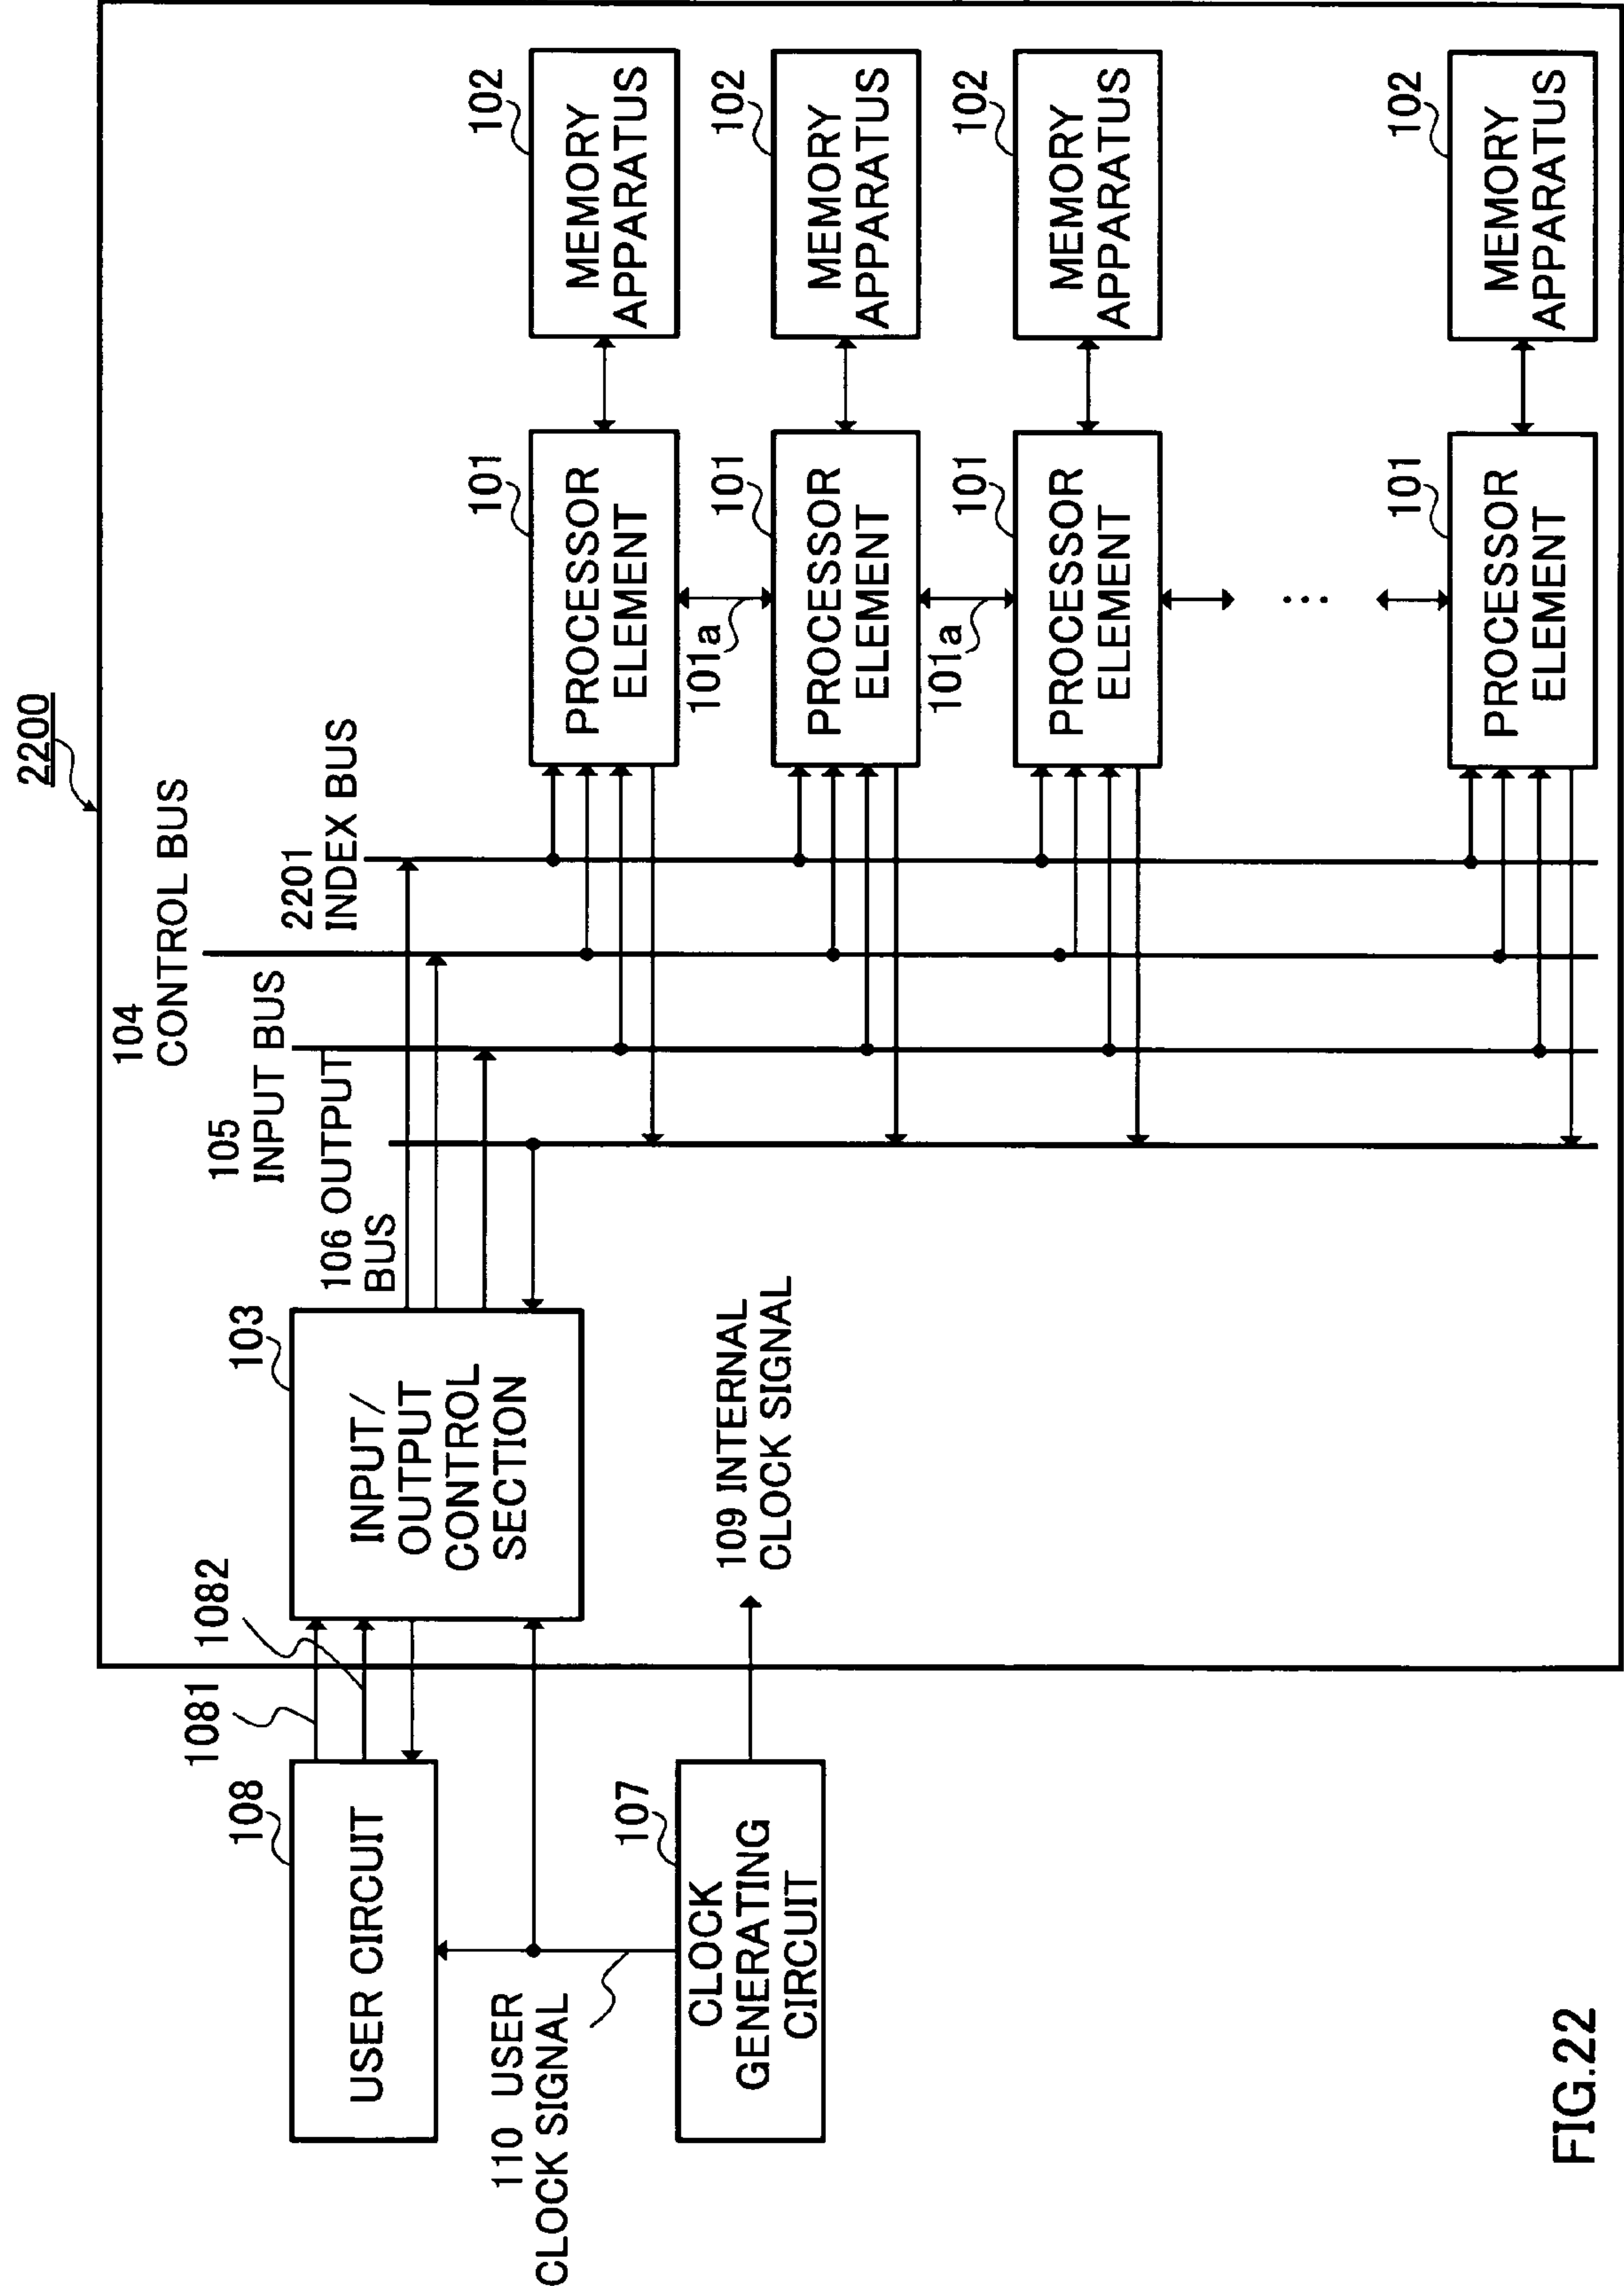 2200
104
CONTROL BUS
2201
INDEX BUS
105
INPUT BUS
106 OUTPUT
BUS
108
USER CIRCUIT
1081
1082
103
INPUT/
OUTPUT
CONTROL
SECTION
110 USER
CLOCK SIGNAL
107
CLOCK
GENERATING
CIRCUIT
109 INTERNAL
CLOCK SIGNAL
101
PROCESSOR
ELEMENT
102
MEMORY
APPARATUS
101a
101
PROCESSOR
ELEMENT
102
MEMORY
APPARATUS
101a
101
PROCESSOR
ELEMENT
102
MEMORY
APPARATUS
...
101
PROCESSOR
ELEMENT
102
MEMORY
APPARATUS
FIG.22